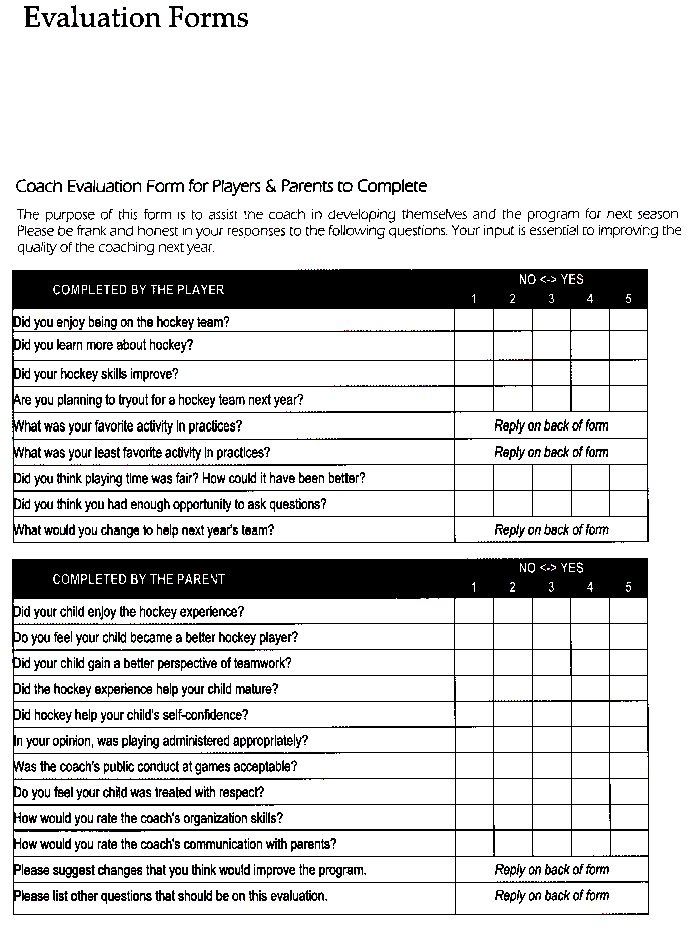 Evaluation Forms
Coach Evaluation Form for Players & Parents to Complete
The purpose of this form is to assist the coach in developing themselves and the program for next season
Please be frank and honest in your responses to the following questions. Your input is essential to improving the
quality of the coaching next year.
COMPLETED BY THE PLAYER
NO <-> YES
1 2 3 4 5
Did you enjoy being on the hockey team?
Did you learn more about hockey?
Did your hockey skills improve?
Are you planning to tryout for a hockey team next year?
What was your favorite activity in practices? Reply on back of form
What was your least favorite activity in practices? Reply on back of form
Did you think playing time was fair? How could it have been better?
Did you think you had enough opportunity to ask questions?
What would you change to help next year's team? Reply on back of form
COMPLETED BY THE PARENT
NO <-> YES
1 2 3 4 5
Did your child enjoy the hockey experience?
Do you feel your child became a better hockey player?
Did your child gain a better perspective of teamwork?
Did the hockey experience help your child mature?
Did hockey help your child's self-confidence?
In your opinion, was playing administered appropriately?
Was the coach's public conduct at games acceptable?
Do you feel your child was treated with respect?
How would you rate the coach's organization skills?
How would you rate the coach's communication with parents?
Please suggest changes that you think would improve the program. Reply on back of form
Please list other questions that should be on this evaluation. Reply on back of form